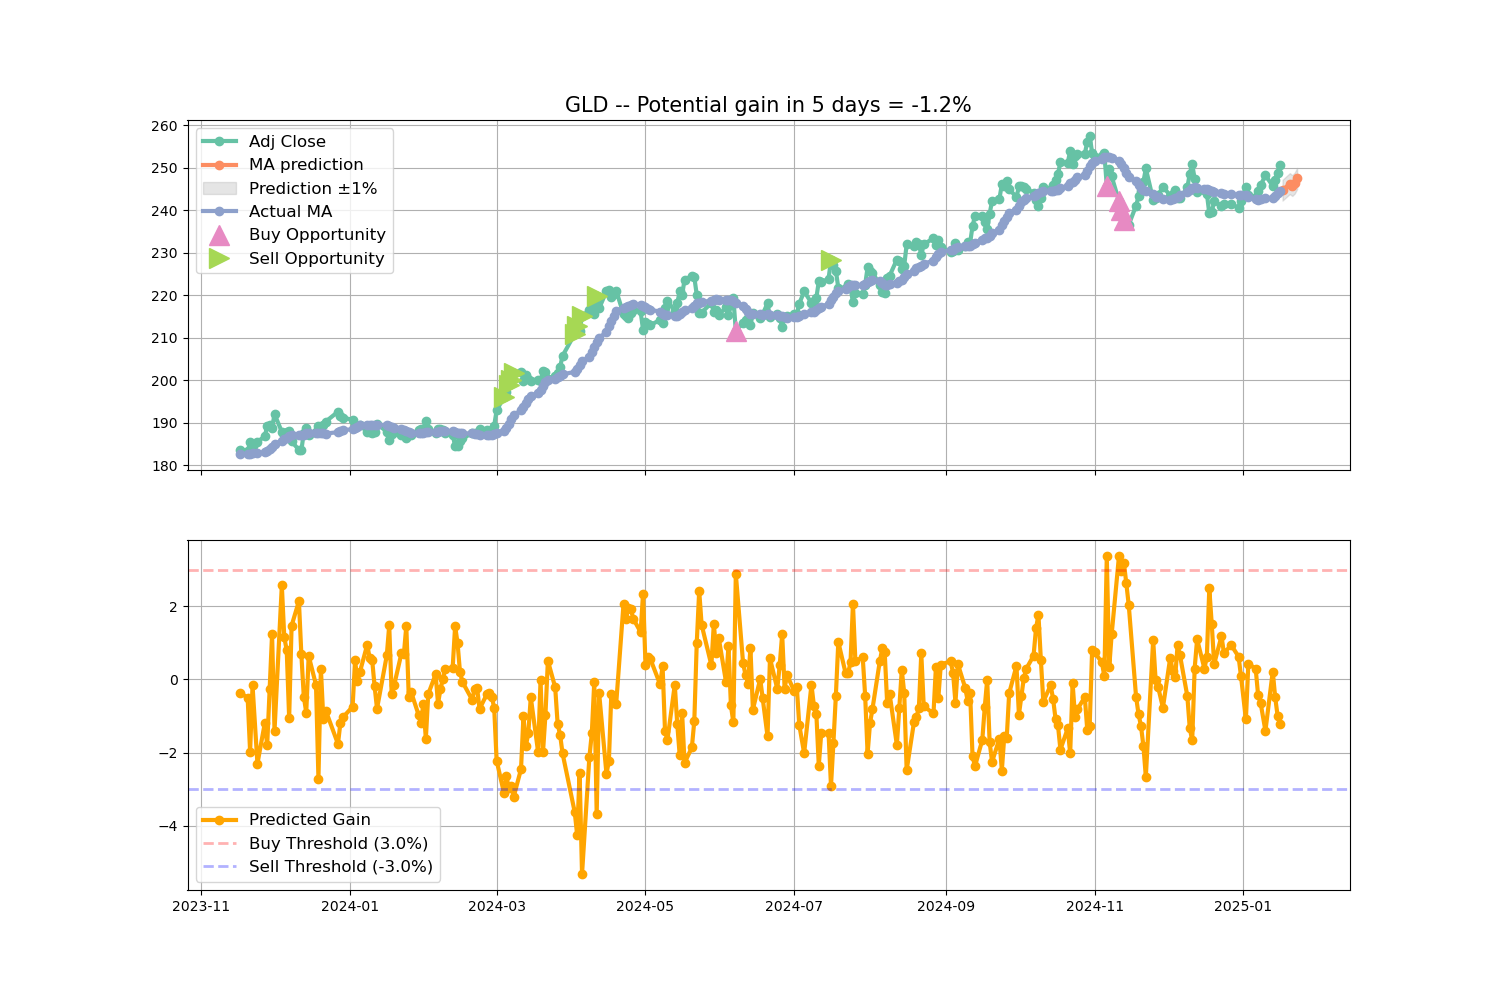 GLD -- Potential gain in 5 days = -1.2%
260
250
240
230
220
210
200
190
180
Adj Close
MA prediction
Prediction ±1%
Actual MA
Buy Opportunity
Sell Opportunity
2
0
−2
−4
Predicted Gain
Buy Threshold (3.0%)
Sell Threshold (-3.0%)
2023-11
2024-01
2024-03
2024-05
2024-07
2024-09
2024-11
2025-01